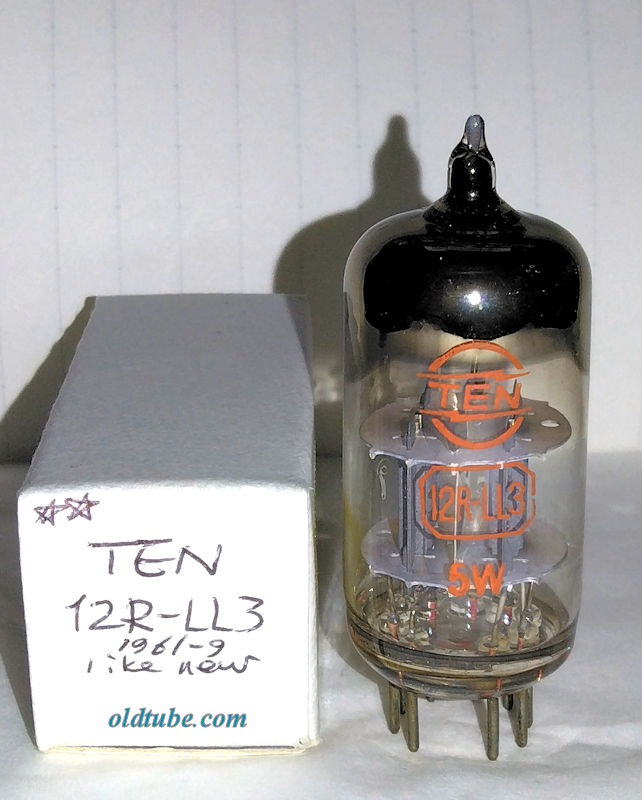 TEN
12R-LL3
1961-9
like new
oldtube.com
TEN
12R-LL3
5W